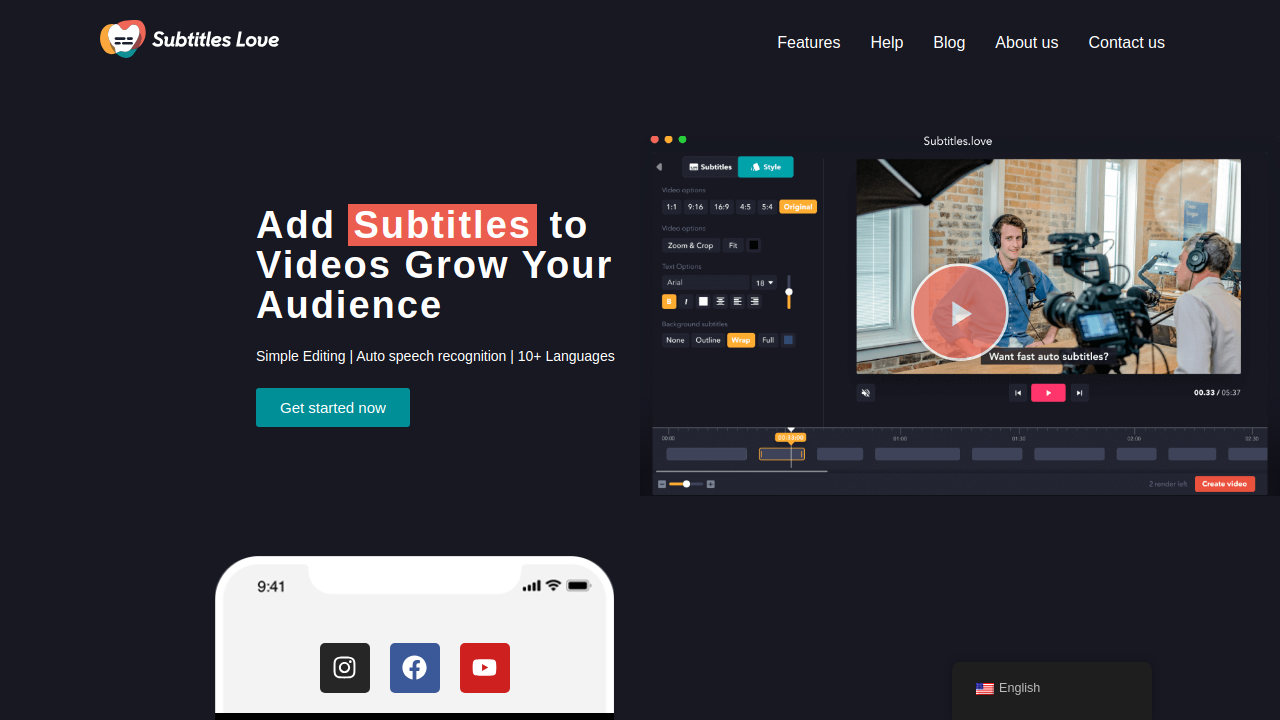 Subtitles Love
Features
Help
Blog
About us
Contact us
Subtitles.love
Subtitles
Style
Video options
1:1
9:16
16:9
4:5
5:4
Original
Video options
Zoom & Crop
Fit
Text Options
Arial
18
B
I
Background subtitles
None
Outline
Wrap
Full
Want fast auto subtitles?
00.33 / 05:37
00:00
01:00
01:30
02:30
2 render left
Create video
Add Subtitles to
Videos Grow Your
Audience
Simple Editing | Auto speech recognition | 10+ Languages
Get started now
9:41
English